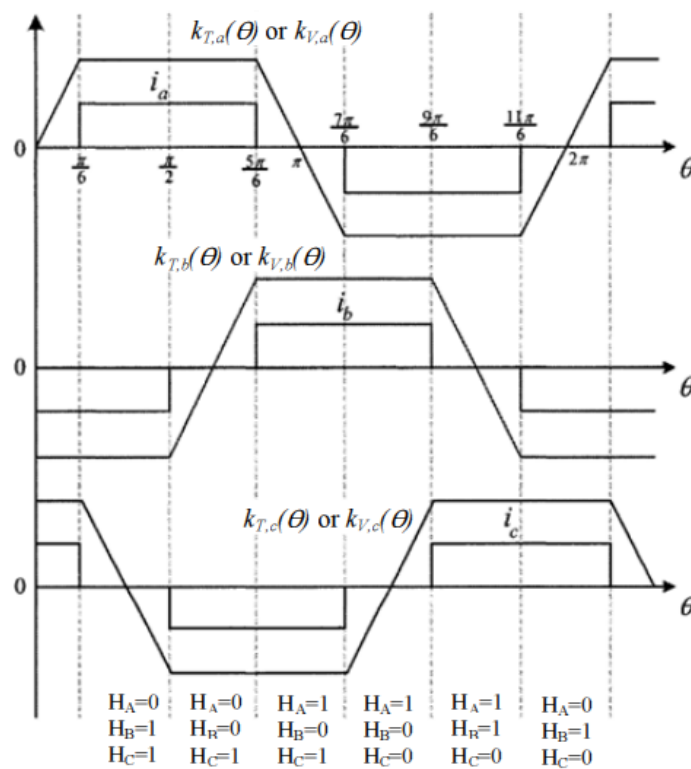 k_{T,a}(θ) or k_{V,a}(θ)
i_a
0
π/6
π/2
5π/6
π
7π/6
9π/6
11π/6
2π
θ
k_{T,b}(θ) or k_{V,b}(θ)
i_b
0
θ
k_{T,c}(θ) or k_{V,c}(θ)
i_c
0
θ
H_A=0 H_A=0 H_A=1 H_A=1 H_A=1 H_A=0
H_B=1 H_B=0 H_B=0 H_B=0 H_B=1 H_B=1
H_C=1 H_C=1 H_C=1 H_C=0 H_C=0 H_C=0